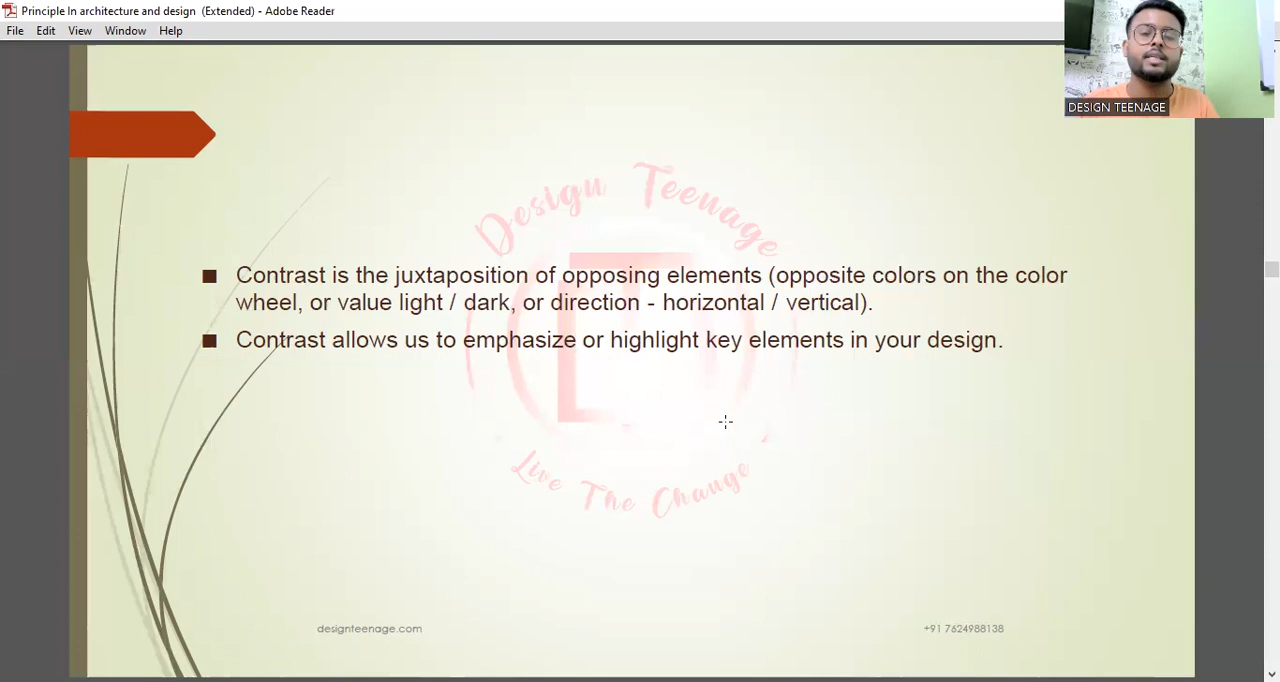 Principle In architecture and design  (Extended) - Adobe Reader
File Edit View Window Help
DESIGN TEENAGE
Design Teenage
■ Contrast is the juxtaposition of opposing elements (opposite colors on the color
wheel, or value light / dark, or direction - horizontal / vertical).
■ Contrast allows us to emphasize or highlight key elements in your design.
Live The Change
designteenage.com
+91 7624988138